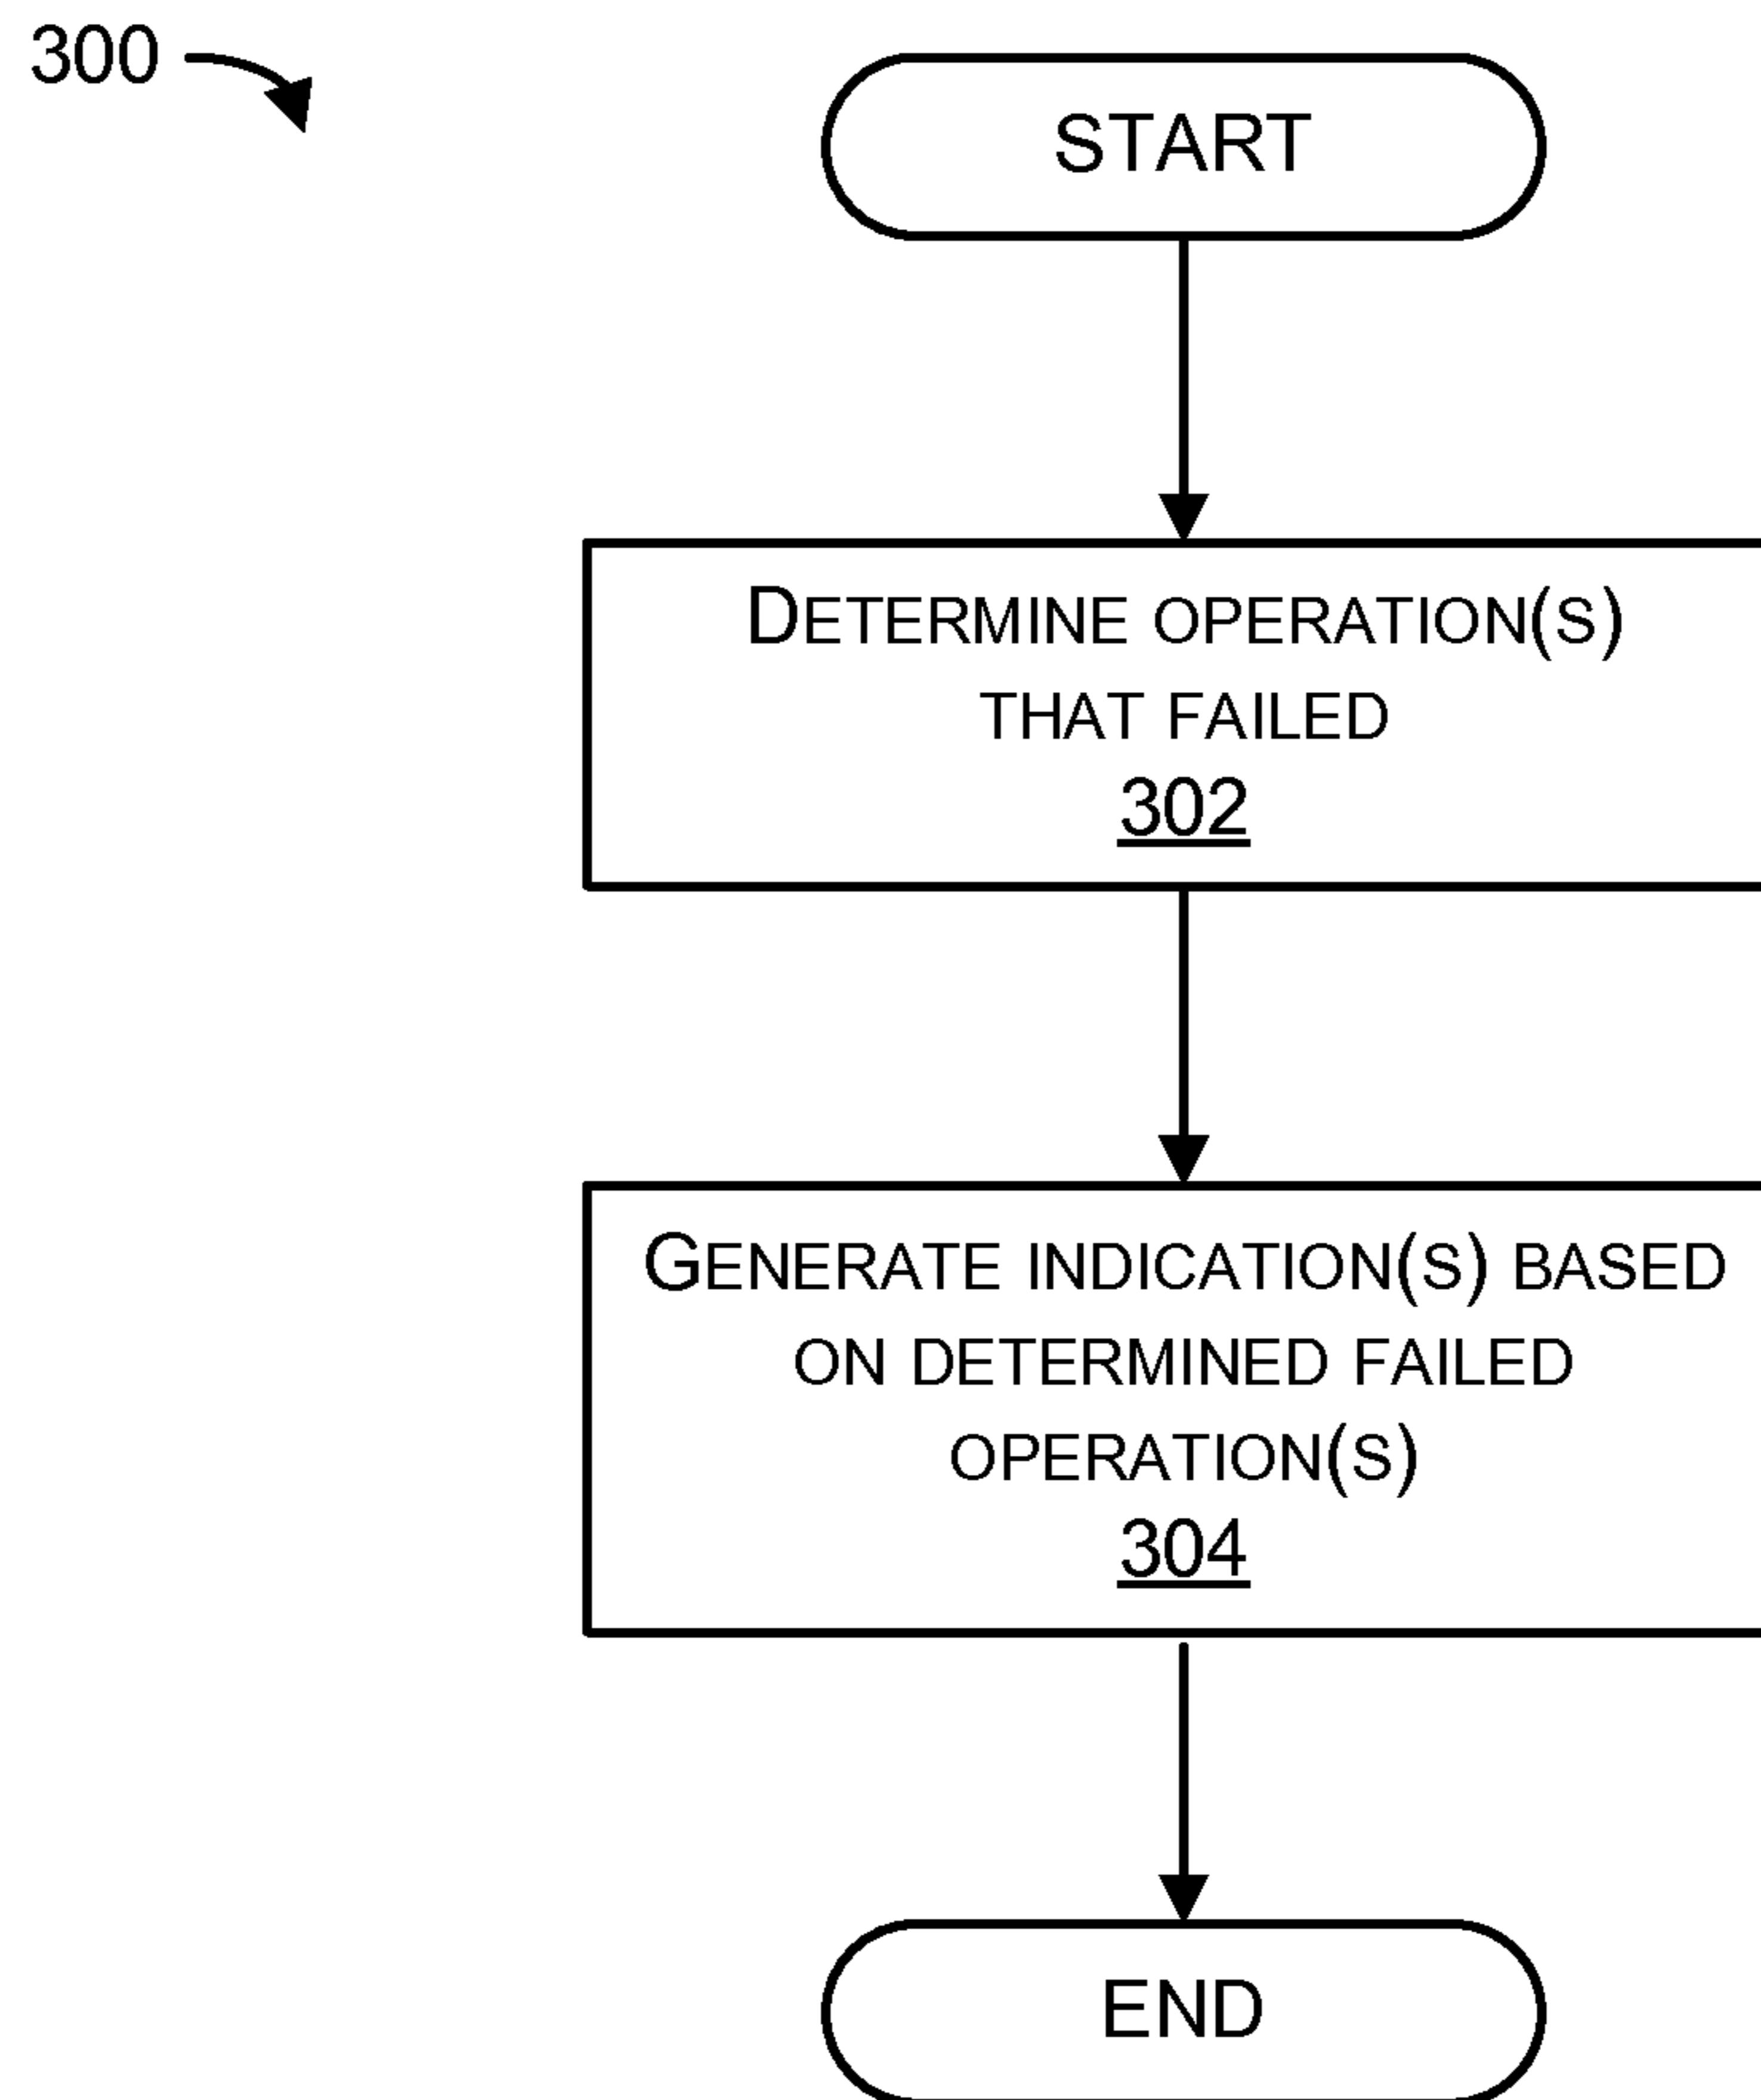 300
START
DETERMINE OPERATION(S)
THAT FAILED
302
GENERATE INDICATION(S) BASED
ON DETERMINED FAILED
OPERATION(S)
304
END